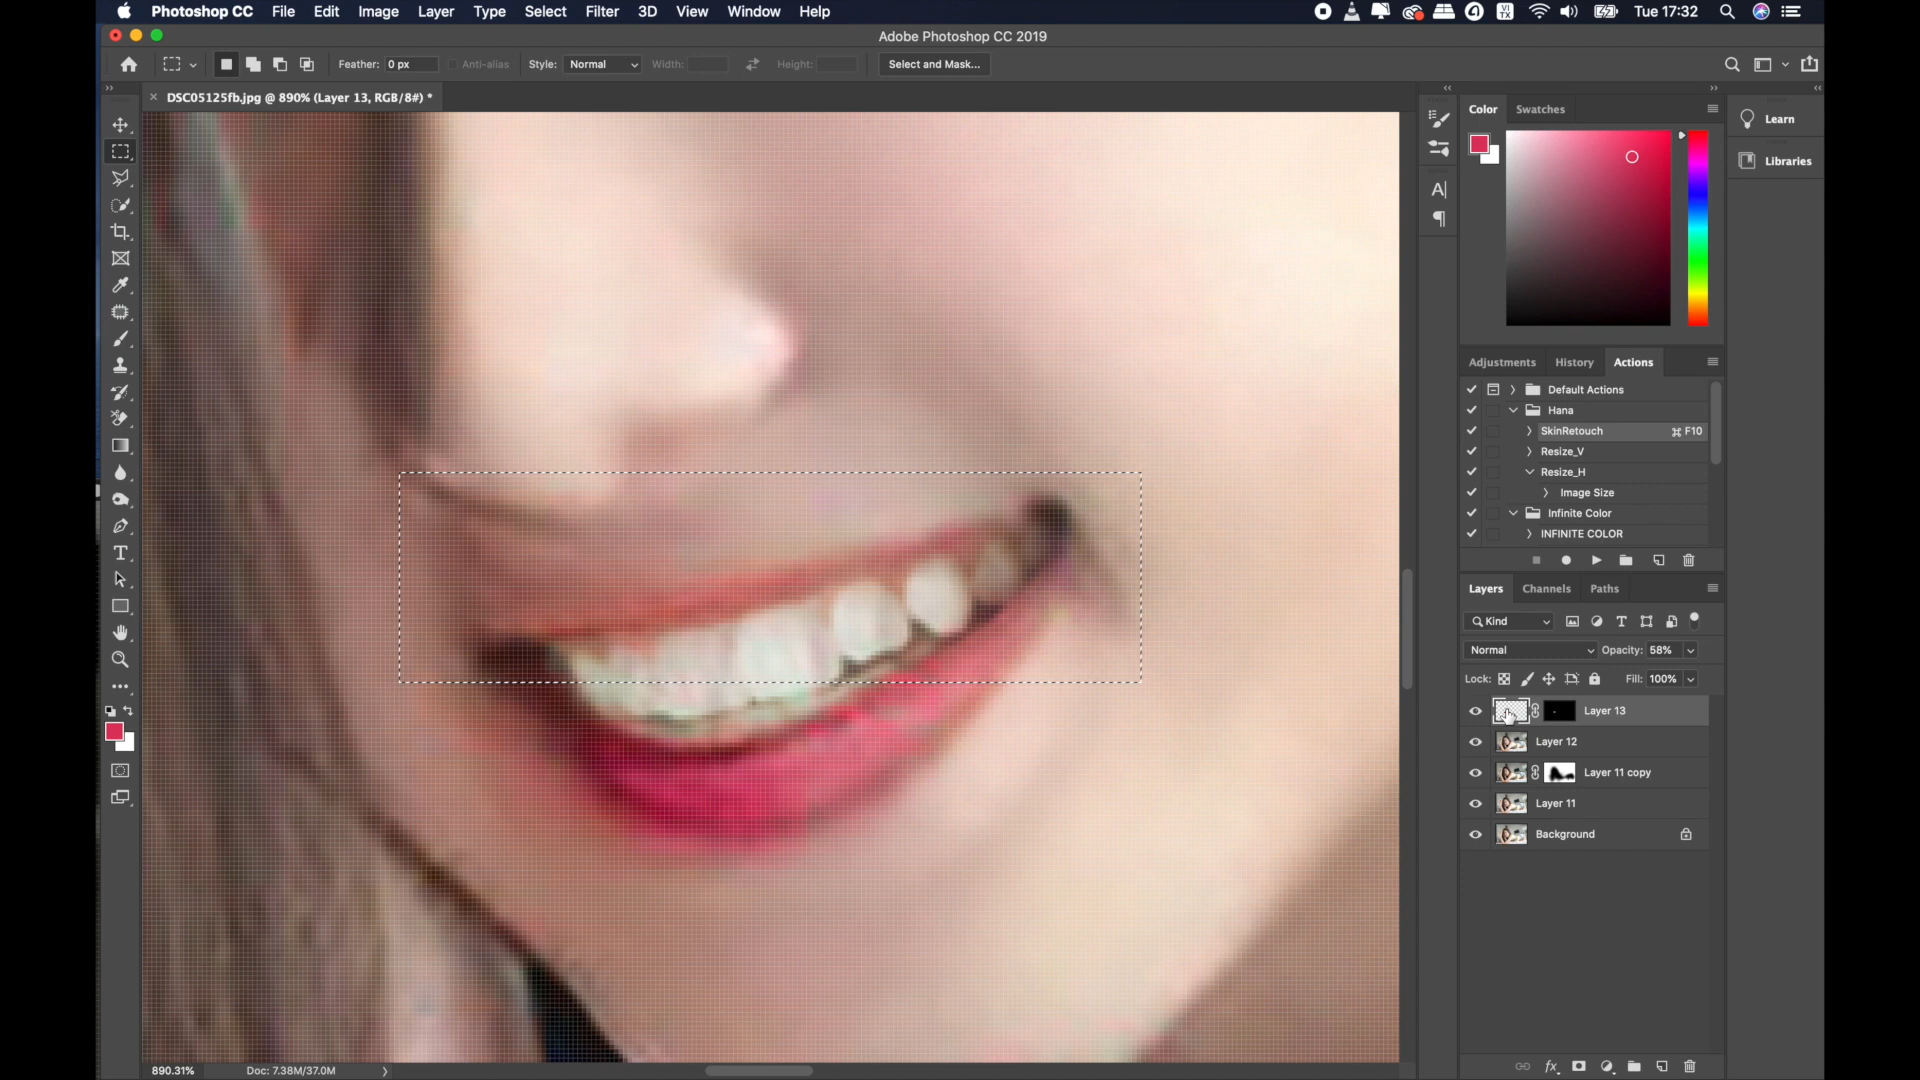 Photoshop CC File Edit Image Layer Type Select Filter 3D View Window Help
VI TX Tue 17:32
Adobe Photoshop CC 2019
Feather: 0 px Anti-alias Style: Normal Width: Height: Select and Mask...
DSC05125fb.jpg @ 890% (Layer 13, RGB/8#) *
Color Swatches
Learn
Libraries
Adjustments History Actions
Default Actions
Hana
SkinRetouch ⌘ F10
Resize_V
Resize_H
Image Size
Infinite Color
INFINITE COLOR
Layers Channels Paths
Kind
Normal Opacity: 58%
Lock: Fill: 100%
Layer 13
Layer 12
Layer 11 copy
Layer 11
Background
fx
890.31% Doc: 7.38M/37.0M